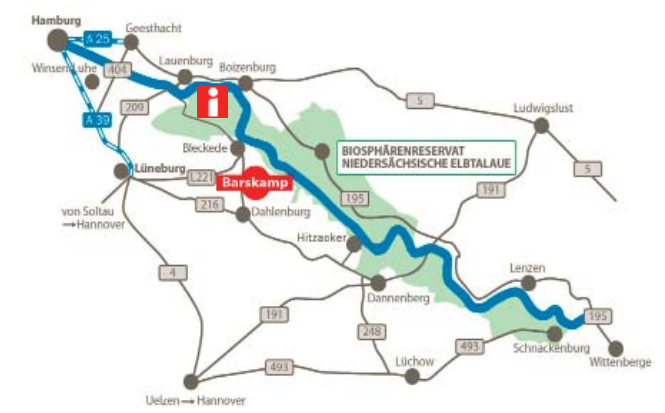 Hamburg
A 25
Geesthacht
Winsen/Luhe
404
Lauenburg
Boizenburg
i
209
A 39
5
Ludwigslust
Bleckede
BIOSPHÄRENRESERVAT
NIEDERSÄCHSISCHE ELBTALAUE
Lüneburg
L221
Barskamp
5
191
195
216
Dahlenburg
von Soltau
→Hannover
Hitzacker
4
Lenzen
Dannenberg
191
195
248
493
Schnackenburg
Wittenberge
493
Lüchow
Uelzen → Hannover